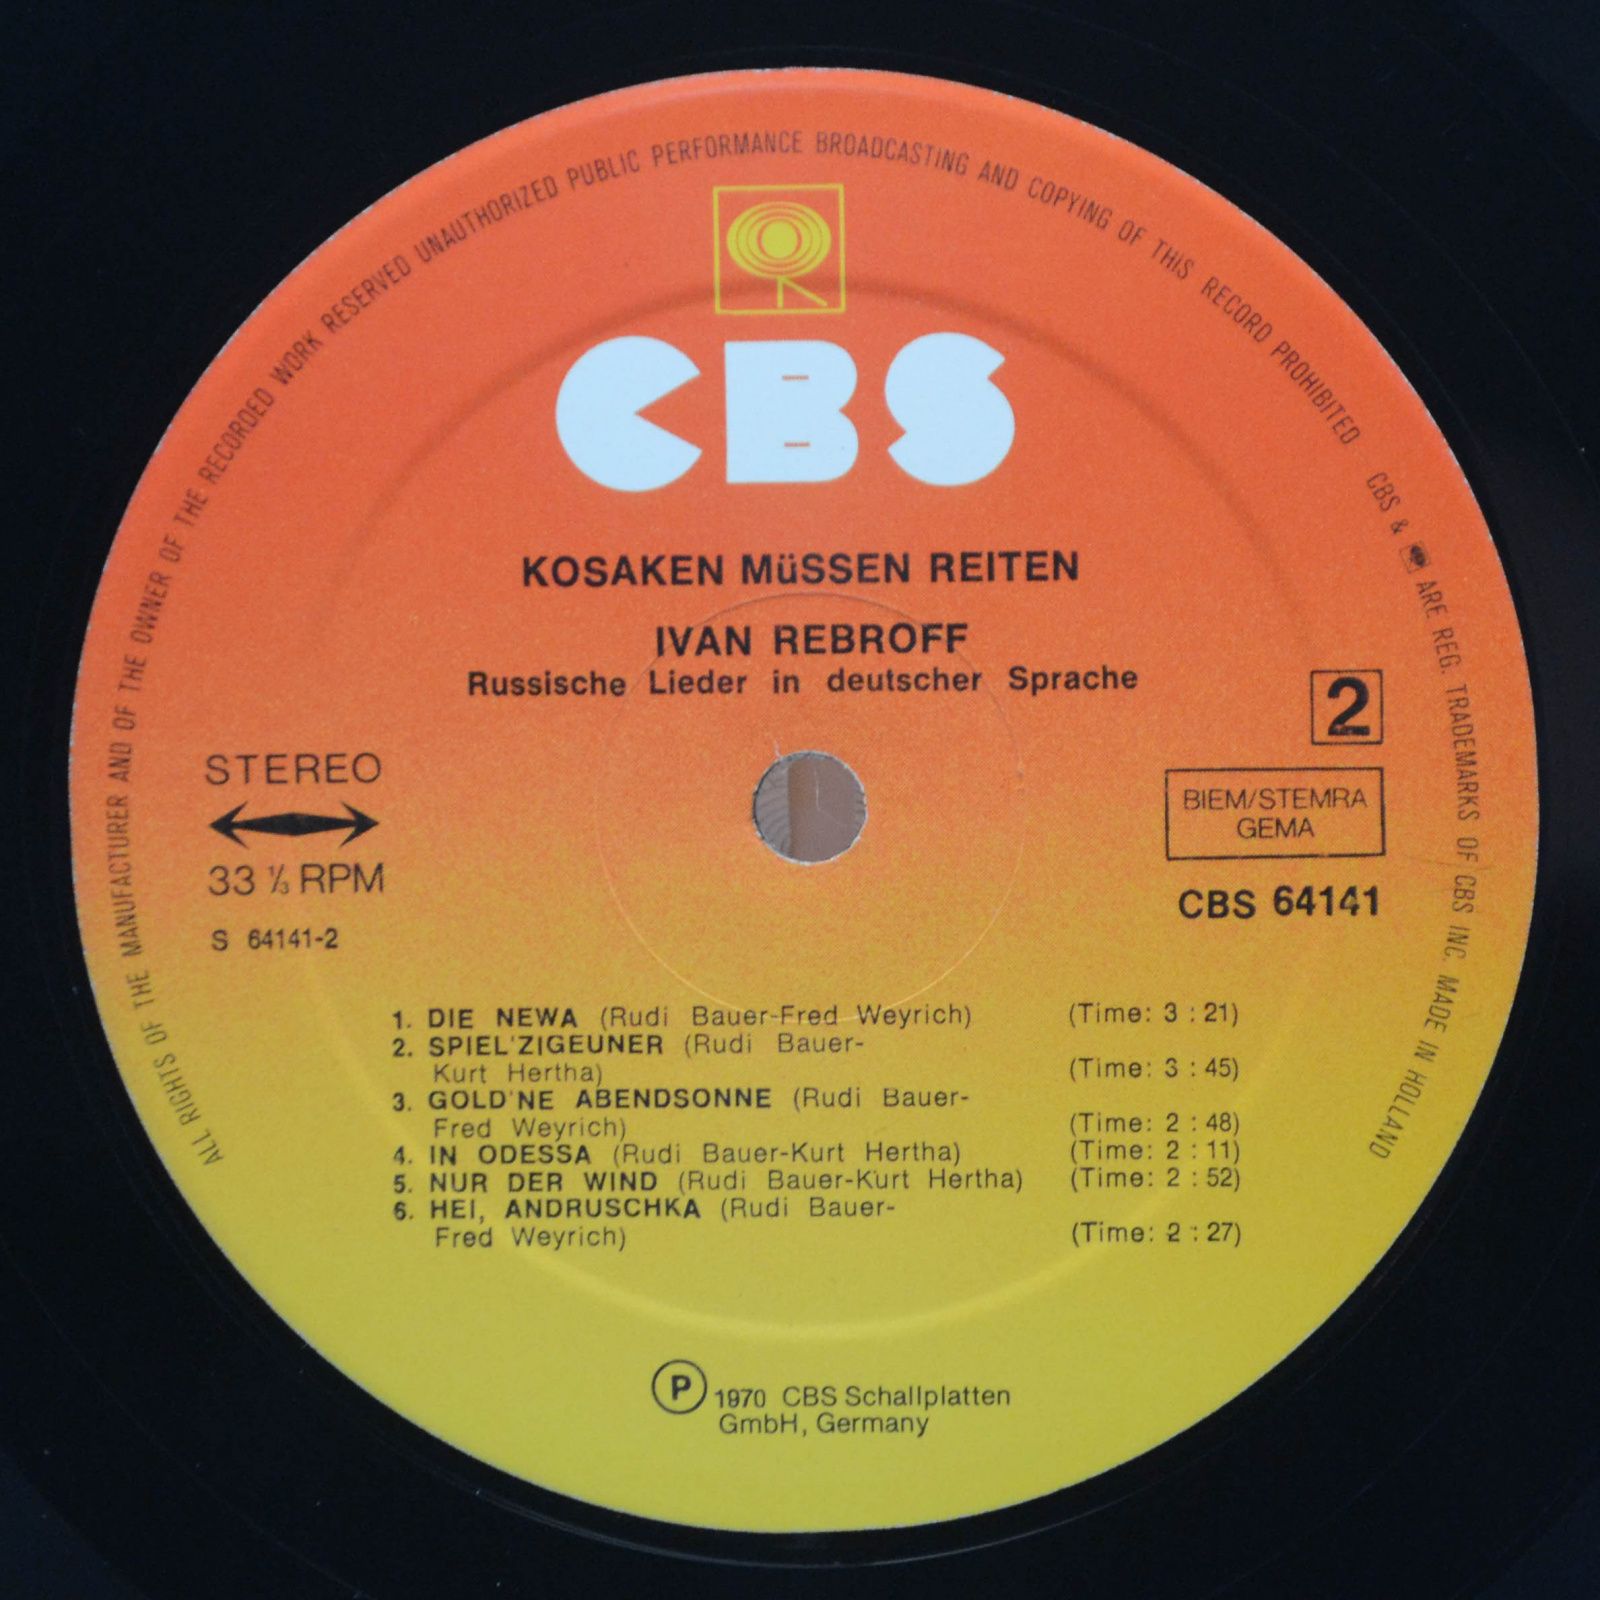 ALL RIGHTS OF THE MANUFACTURER AND OF THE OWNER OF THE RECORDED WORK RESERVED UNAUTHORIZED PUBLIC PERFORMANCE BROADCASTING AND COPYING OF THIS RECORD PROHIBITED CBS & ARE REG. TRADEMARKS OF CBS INC. MADE IN HOLLAND
CBS
KOSAKEN MüSSEN REITEN
IVAN REBROFF
Russische Lieder in deutscher Sprache
2
STEREO
33 ⅓ RPM
S 64141-2
BIEM/STEMRA
GEMA
CBS 64141
1. DIE NEWA (Rudi Bauer-Fred Weyrich) (Time: 3 : 21)
2. SPIEL'ZIGEUNER (Rudi Bauer-
Kurt Hertha) (Time: 3 : 45)
3. GOLD'NE ABENDSONNE (Rudi Bauer-
Fred Weyrich) (Time: 2 : 48)
4. IN ODESSA (Rudi Bauer-Kurt Hertha) (Time: 2 : 11)
5. NUR DER WIND (Rudi Bauer-Kurt Hertha) (Time: 2 : 52)
6. HEI, ANDRUSCHKA (Rudi Bauer-
Fred Weyrich) (Time: 2 : 27)
Ⓟ 1970 CBS Schallplatten
GmbH, Germany